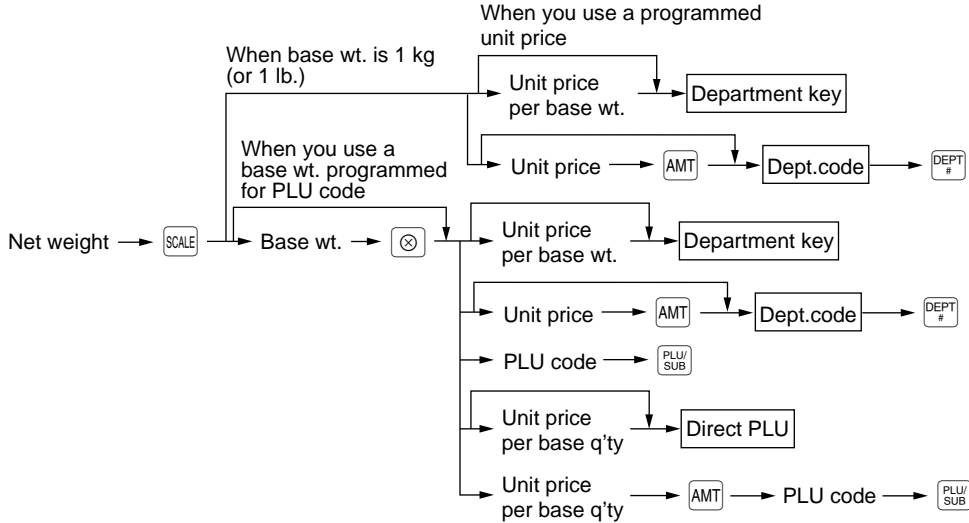 When you use a programmed
unit price
When base wt. is 1 kg
(or 1 lb.)
Unit price
per base wt.
Department key
When you use a
base wt. programmed
for PLU code
Unit price
AMT
Dept.code
DEPT
#
Net weight
SCALE
Base wt.
⊗
Unit price
per base wt.
Department key
Unit price
AMT
Dept.code
DEPT
#
PLU code
PLU/
SUB
Unit price
per base q'ty
Direct PLU
Unit price
per base q'ty
AMT
PLU code
PLU/
SUB